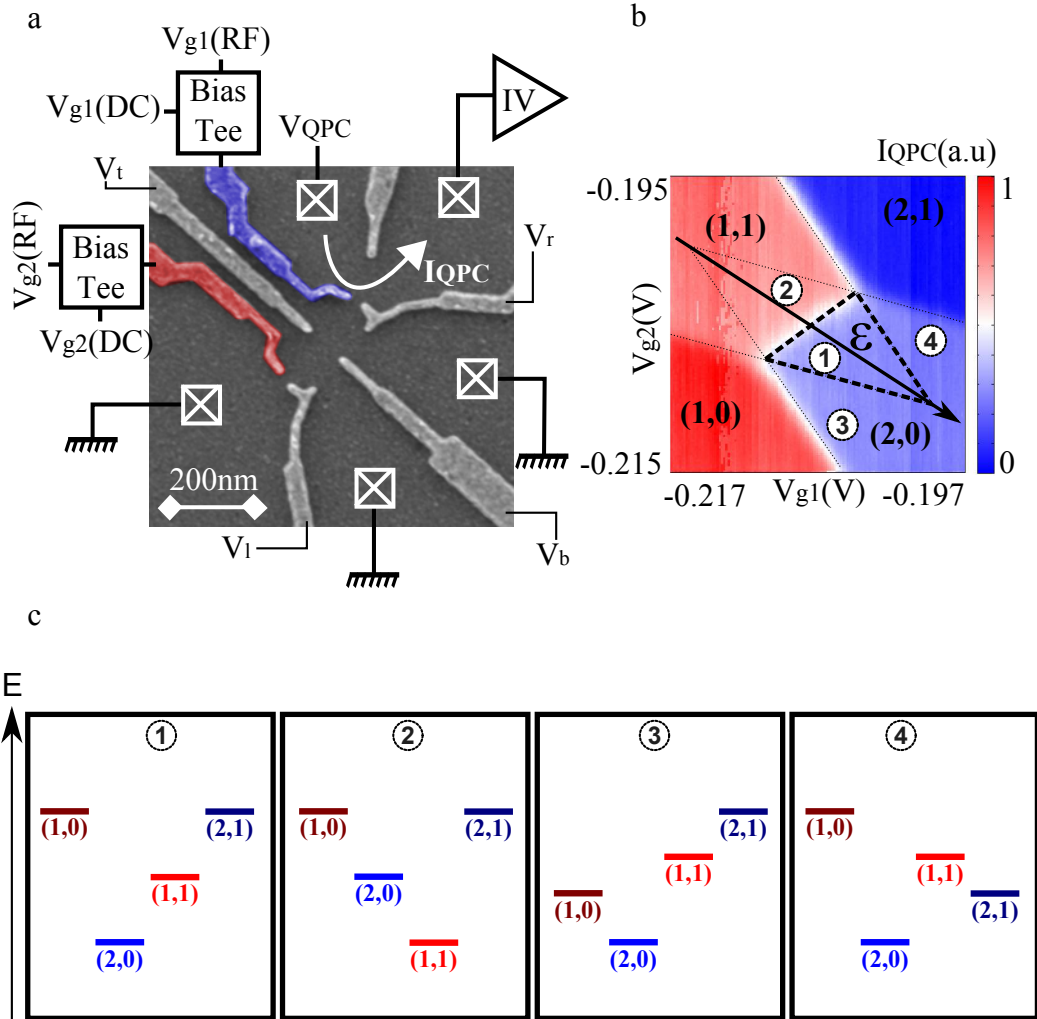 a
Vg1(RF)
Vg1(DC)
Bias
Tee
VQPC
IV
Vt
Vg2(RF)
Bias
Tee
Vg2(DC)
IQPC
Vr
200nm
Vl
Vb
b
IQPC(a.u)
-0.195
Vg2(V)
-0.215
-0.217
Vg1(V)
-0.197
(1,1)
(2,1)
2
ε
4
1
(1,0)
3
(2,0)
1
0
c
E
1
(1,0)
(2,1)
(1,1)
(2,0)
2
(1,0)
(2,1)
(2,0)
(1,1)
3
(2,1)
(1,1)
(1,0)
(2,0)
4
(1,0)
(1,1)
(2,1)
(2,0)